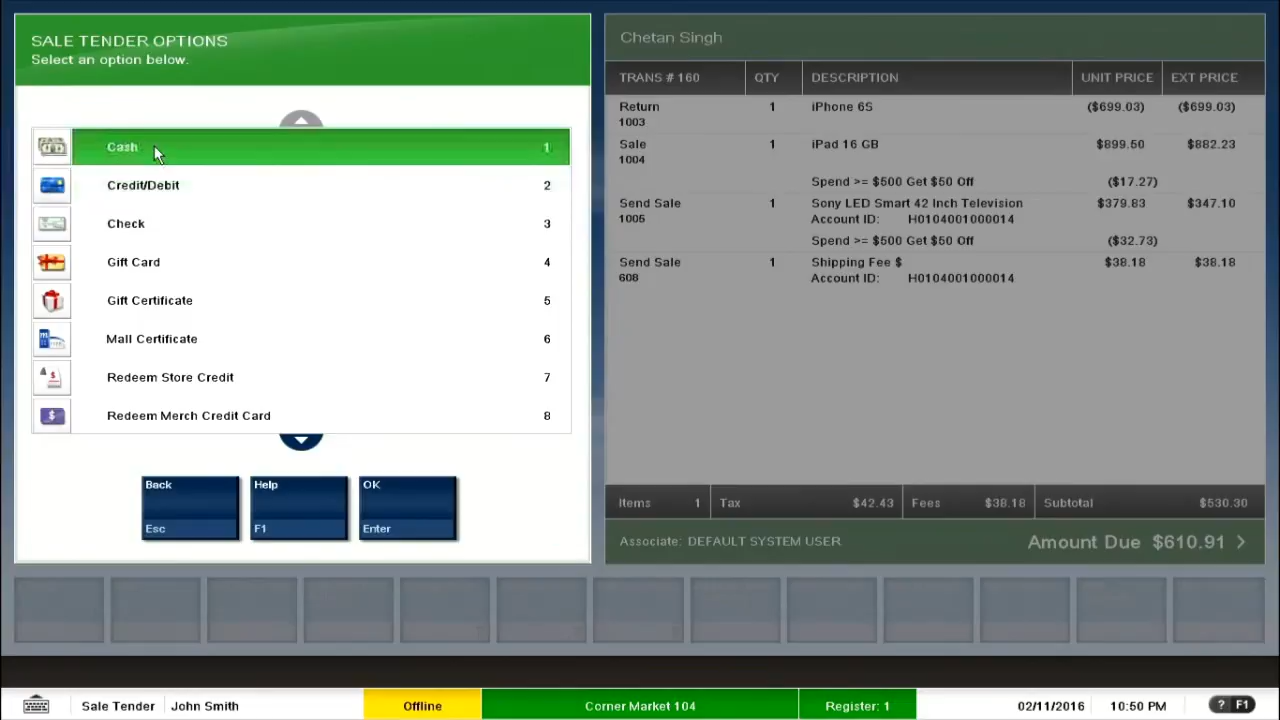 SALE TENDER OPTIONS
Select an option below.
Cash 1
Credit/Debit 2
Check 3
Gift Card 4
Gift Certificate 5
Mall Certificate 6
Redeem Store Credit 7
Redeem Merch Credit Card 8
Back Help OK
Esc F1 Enter
Chetan Singh
TRANS # 160 QTY DESCRIPTION UNIT PRICE EXT PRICE
Return 1 iPhone 6S ($699.03) ($699.03)
1003
Sale 1 iPad 16 GB $899.50 $882.23
1004
Spend >= $500 Get $50 Off ($17.27)
Send Sale 1 Sony LED Smart 42 Inch Television $379.83 $347.10
1005 Account ID: H0104001000014
Spend >= $500 Get $50 Off ($32.73)
Send Sale 1 Shipping Fee $ $38.18 $38.18
608 Account ID: H0104001000014
Items 1 Tax $42.43 Fees $38.18 Subtotal $530.30
Associate: DEFAULT SYSTEM USER Amount Due $610.91 >
Sale Tender John Smith Offline Corner Market 104 Register: 1 02/11/2016 10:50 PM ? F1